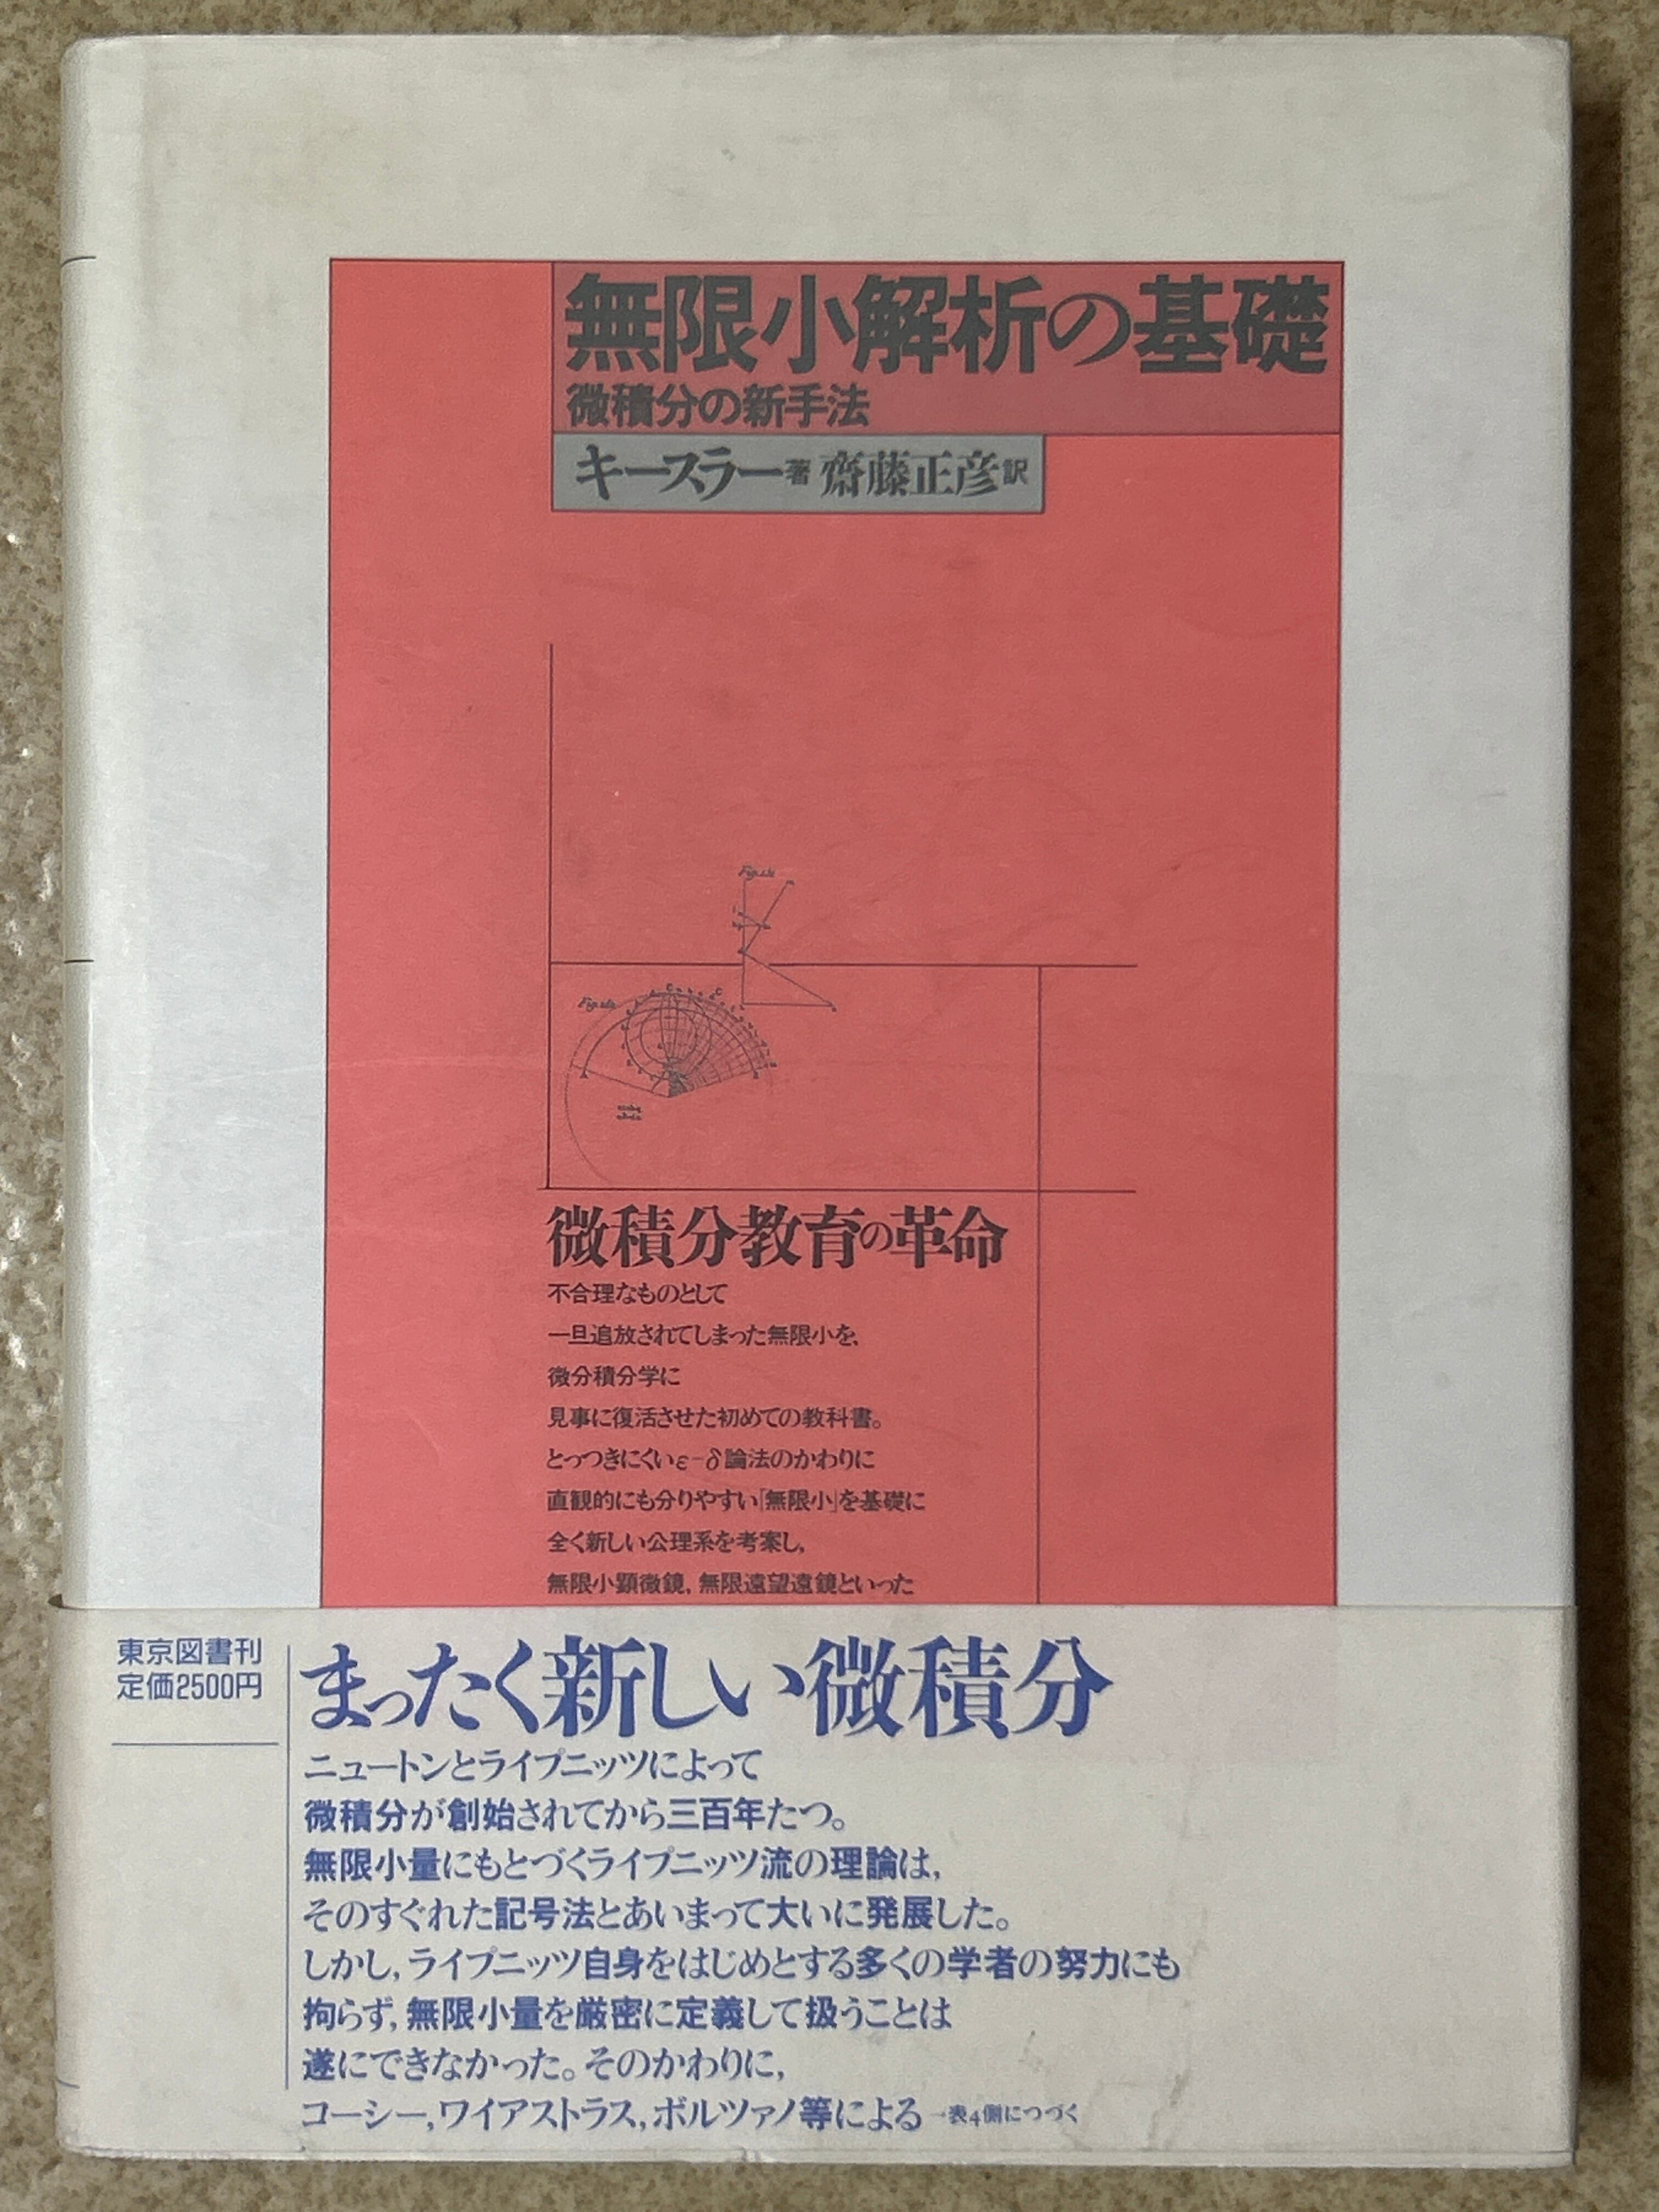 無限小解析の基礎
微積分の新手法
キースラー著 齋藤正彦訳
微積分教育の革命
不合理なものとして
一旦追放されてしまった無限小を、
微分積分学に
見事に復活させた初めての教科書。
とっつきにくいε-δ論法のかわりに
直観的にも分りやすい「無限小」を基礎に
全く新しい公理系を考案し,
無限小顕微鏡, 無限遠望遠鏡といった
東京図書刊
定価2500円
まったく新しい微積分
ニュートンとライプニッツによって
微積分が創始されてから三百年たつ。
無限小量にもとづくライプニッツ流の理論は,
そのすぐれた記号法とあいまって大いに発展した。
しかし, ライプニッツ自身をはじめとする多くの学者の努力にも
拘らず, 無限小量を厳密に定義して扱うことは
遂にできなかった。そのかわりに,
コーシー, ワイアストラス, ボルツァノ等による →表4側につづく